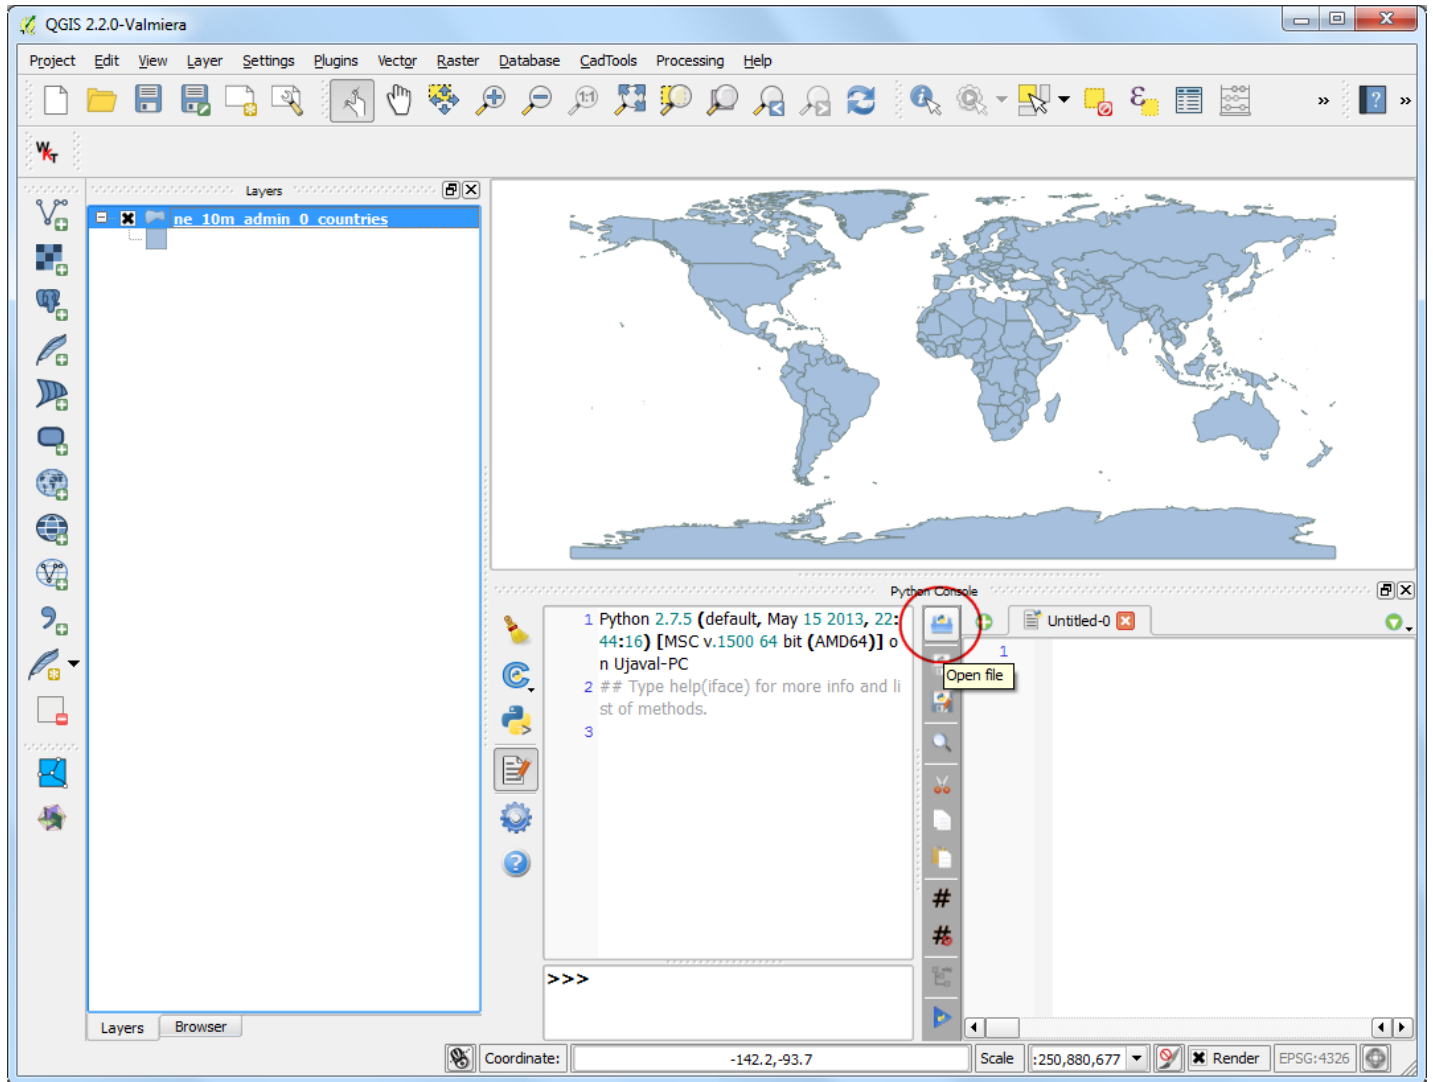 QGIS 2.2.0-Valmiera
Project Edit View Layer Settings Plugins Vector Raster Database CadTools Processing Help
1:1
ε
» ? »
WKT
Layers
ne_10m_admin_0_countries
Python Console
1 Python 2.7.5 (default, May 15 2013, 22:
44:16) [MSC v.1500 64 bit (AMD64)] o
n Ujaval-PC
2 ## Type help(iface) for more info and li
st of methods.
3
Untitled-0
1
Open file
#
#
>>>
Layers Browser
Coordinate: -142.2,-93.7 Scale :250,880,677 Render EPSG:4326